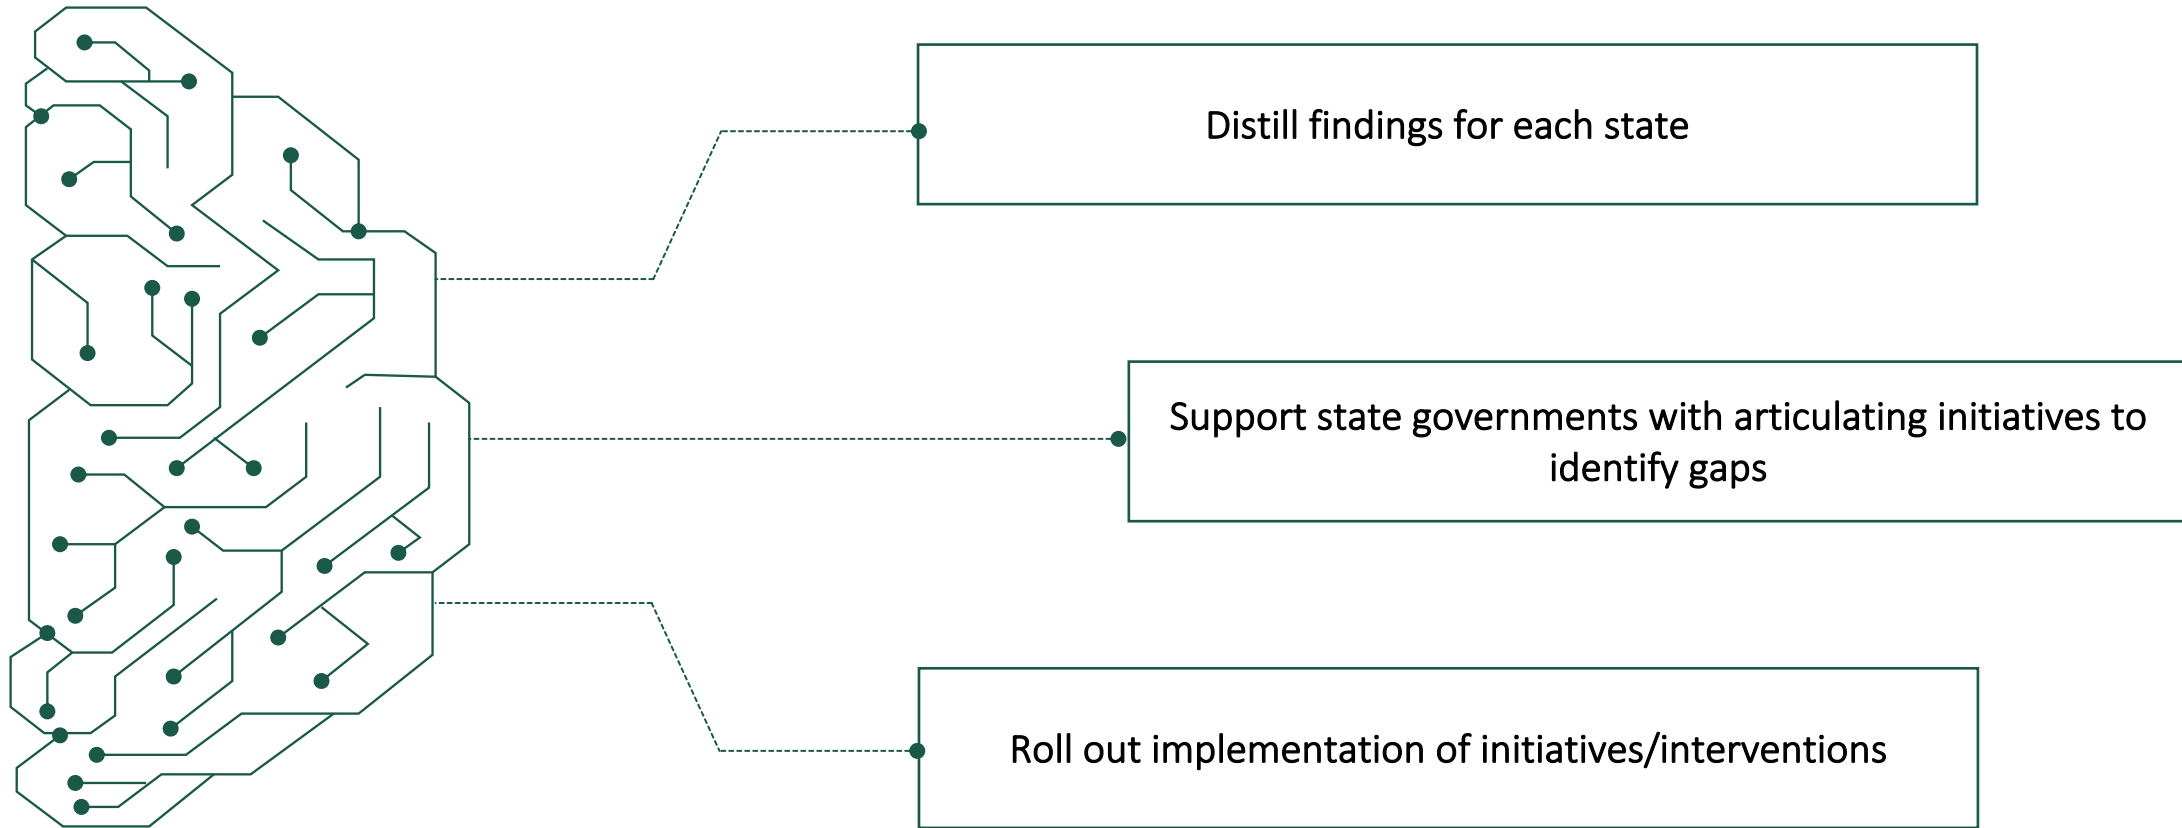 Distill findings for each state
Support state governments with articulating initiatives to
identify gaps
Roll out implementation of initiatives/interventions